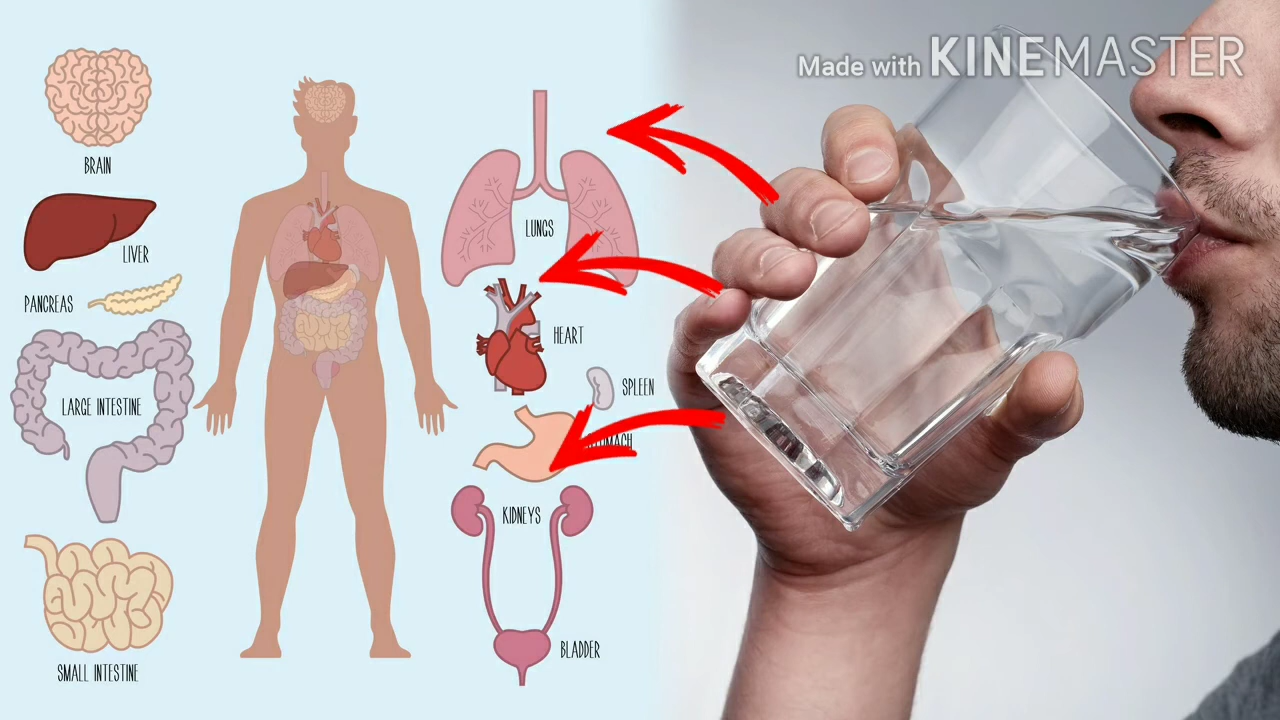 Made with KINEMASTER
BRAIN
LIVER
PANCREAS
LARGE INTESTINE
SMALL INTESTINE
LUNGS
HEART
SPLEEN
KIDNEYS
BLADDER